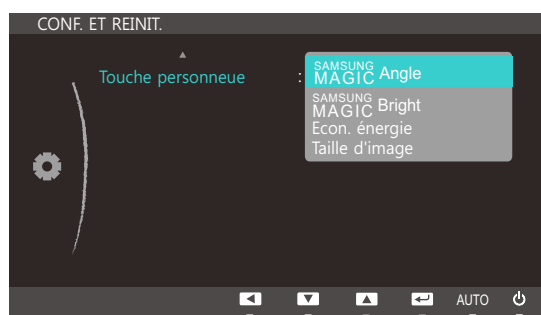 CONF. ET REINIT.
Touche personneue : SAMSUNG MAGIC Angle
SAMSUNG MAGIC Bright
Econ. énergie
Taille d'image
AUTO